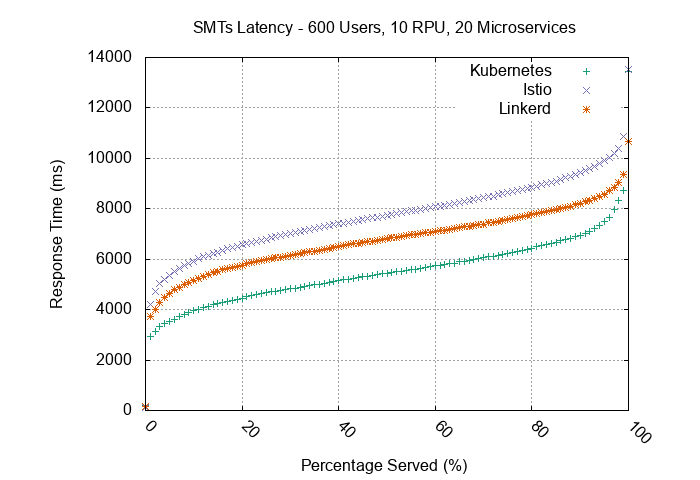 SMTs Latency - 600 Users, 10 RPU, 20 Microservices
14000
12000
10000
8000
6000
4000
2000
0
Response Time (ms)
Kubernetes
Istio
Linkerd
0
20
40
60
80
100
Percentage Served (%)